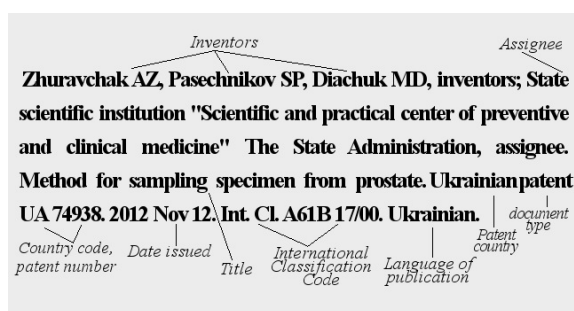 Inventors
Assignee
Zhuravchak AZ, Pasechnikov SP, Diachuk MD, inventors; State
scientific institution "Scientific and practical center of preventive
and clinical medicine" The State Administration, assignee.
Method for sampling specimen from prostate. Ukrainian patent
UA 74938. 2012 Nov 12. Int. Cl. A61B 17/00. Ukrainian.
Country code,
patent number
Date issued
Title
International
Classification
Code
Language of
publication
Patent
country
document
type